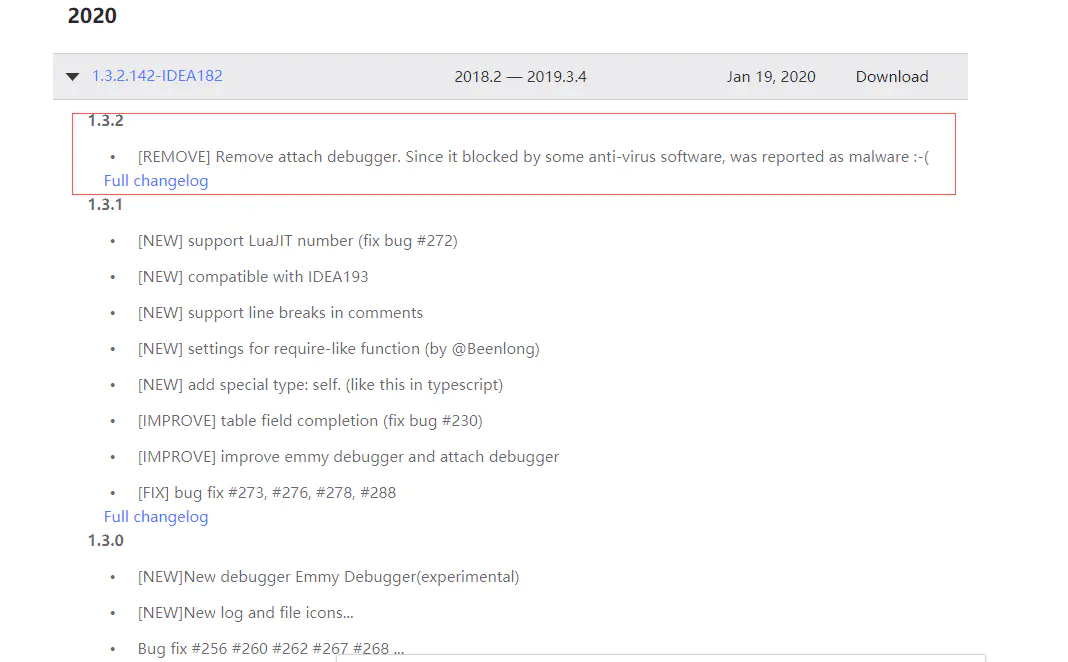 2020
1.3.2.142-IDEA182 2018.2 — 2019.3.4 Jan 19, 2020 Download
1.3.2
• [REMOVE] Remove attach debugger. Since it blocked by some anti-virus software, was reported as malware :-(
Full changelog
1.3.1
• [NEW] support LuaJIT number (fix bug #272)
• [NEW] compatible with IDEA193
• [NEW] support line breaks in comments
• [NEW] settings for require-like function (by @Beenlong)
• [NEW] add special type: self. (like this in typescript)
• [IMPROVE] table field completion (fix bug #230)
• [IMPROVE] improve emmy debugger and attach debugger
• [FIX] bug fix #273, #276, #278, #288
Full changelog
1.3.0
• [NEW]New debugger Emmy Debugger(experimental)
• [NEW]New log and file icons...
• Bug fix #256 #260 #262 #267 #268 ...